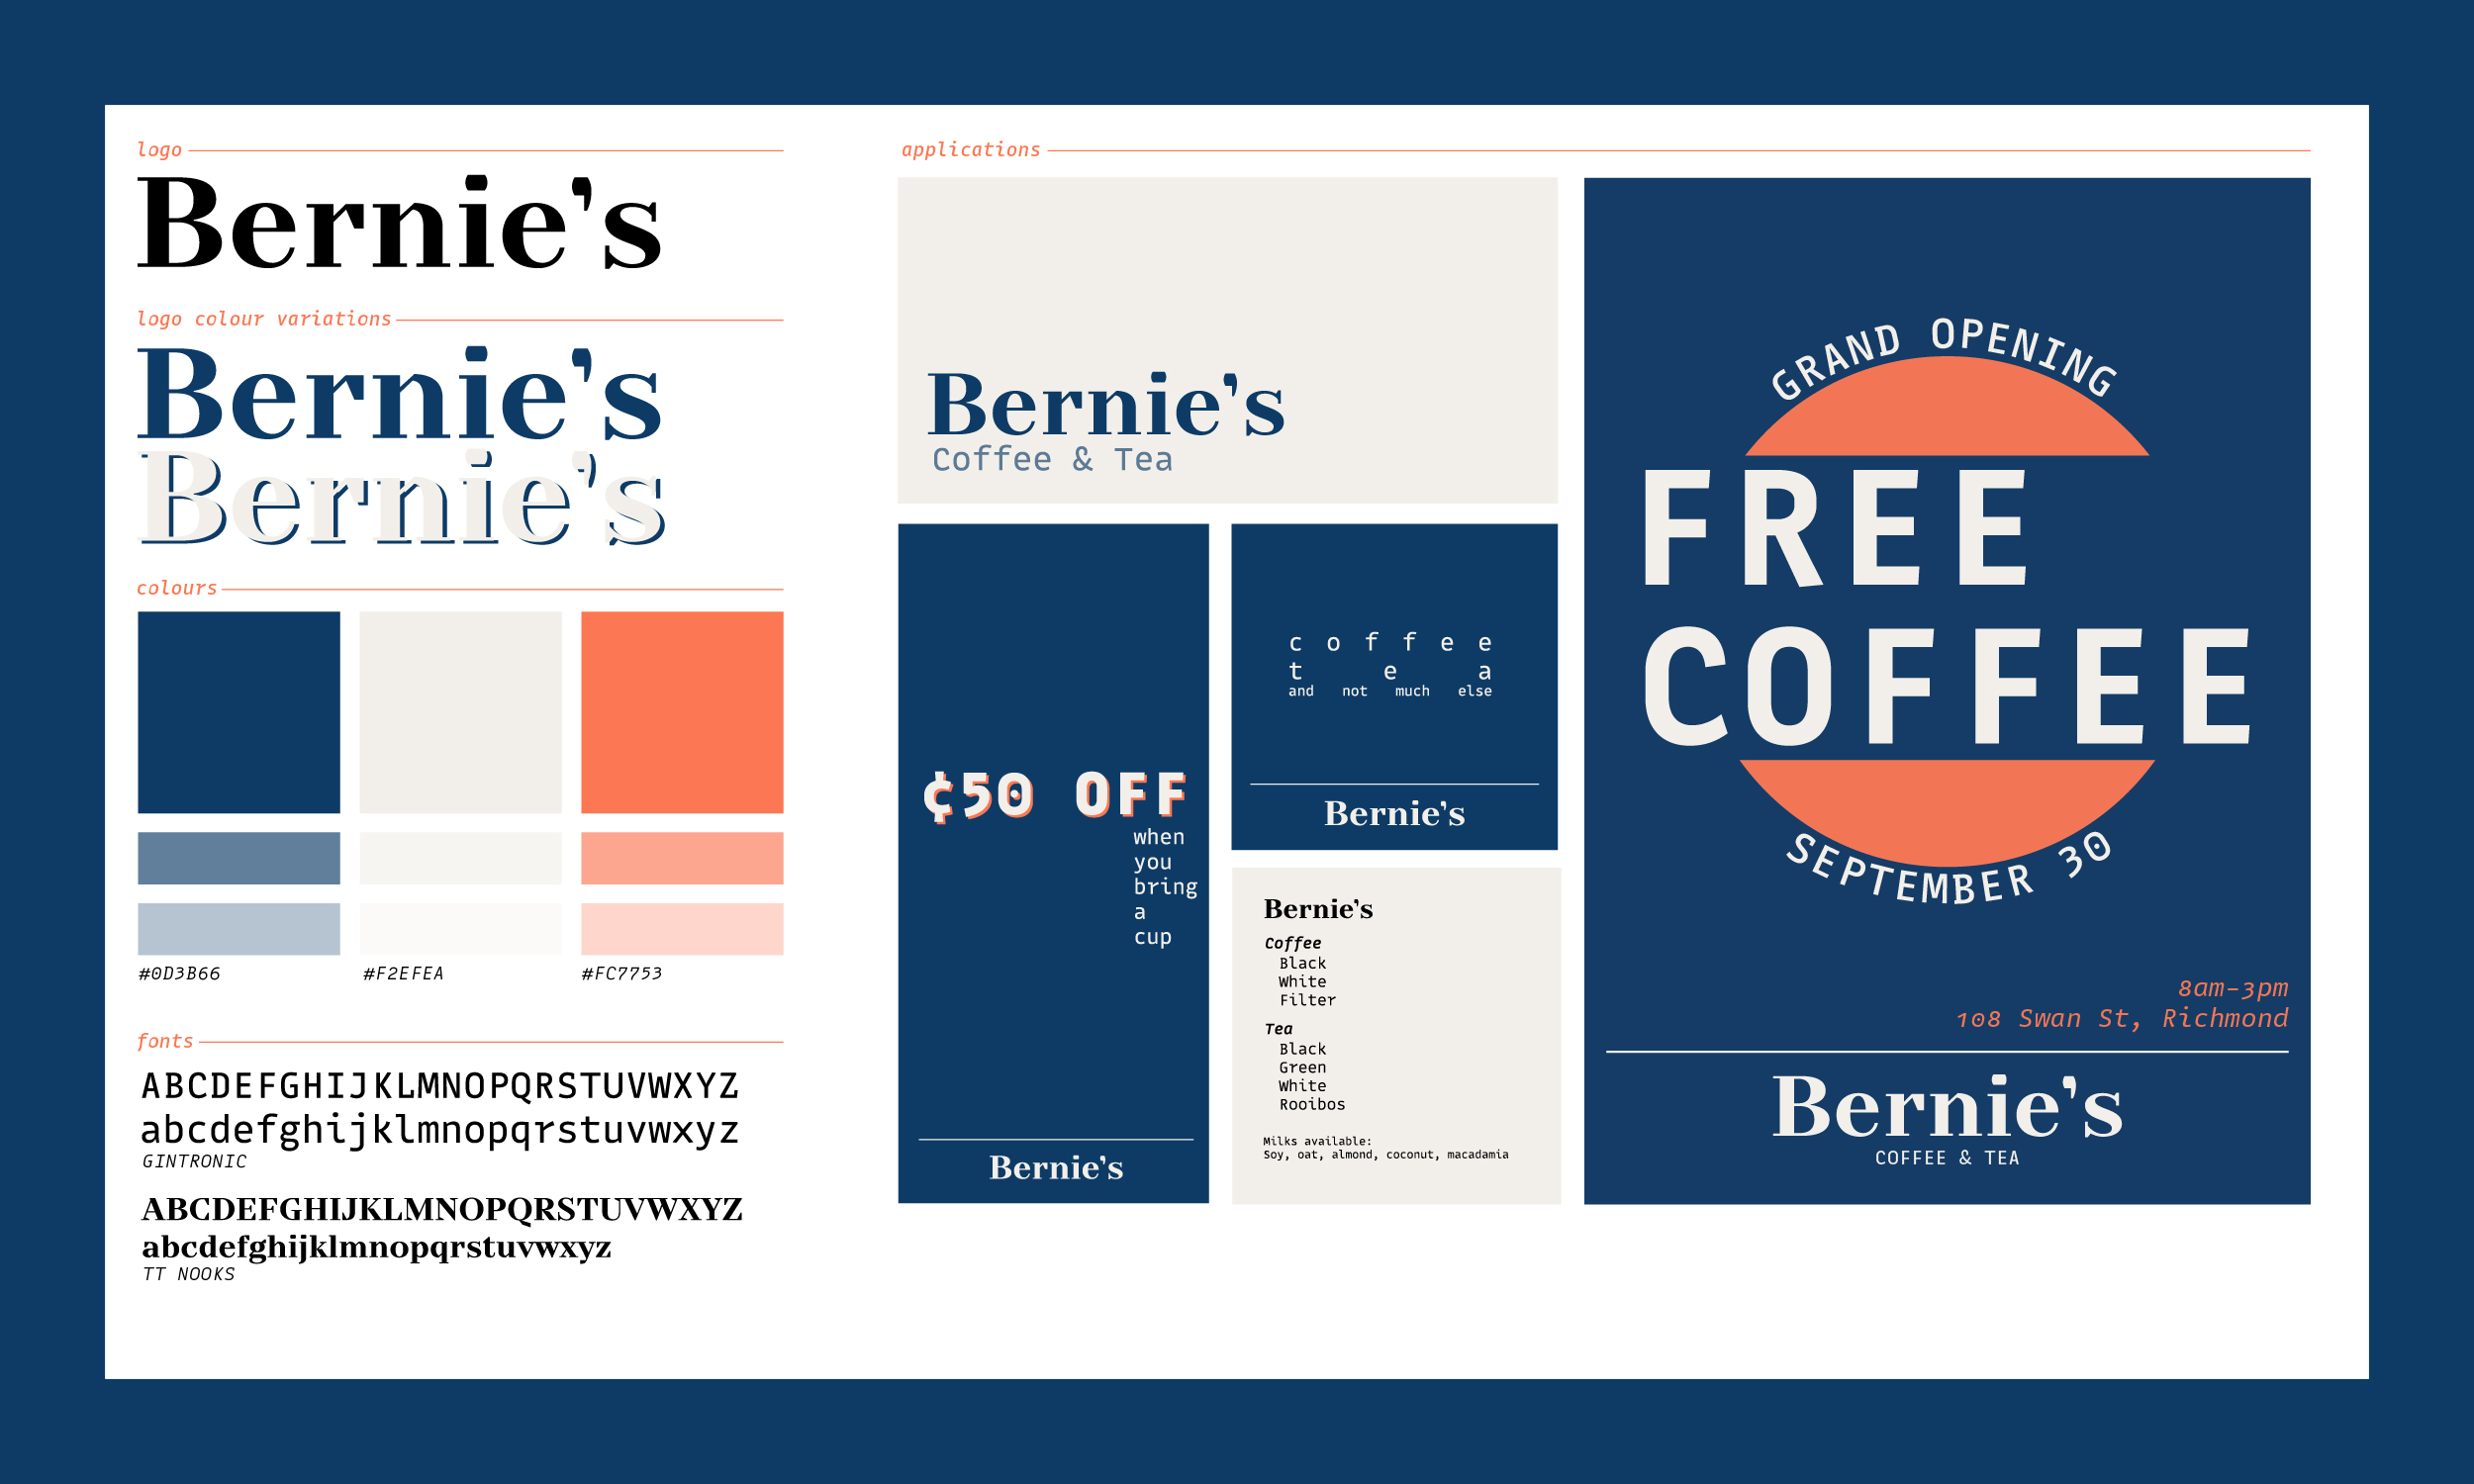 logo
Bernie's
logo colour variations
Bernie's
Bernie's
colours
#0D3B66
#F2EFEA
#FC7753
fonts
ABCDEFGHIJKLMNOPQRSTUVWXYZ
abcdefghijklmnopqrstuvwxyz
GINTRONIC
ABCDEFGHIJKLMNOPQRSTUVWXYZ
abcdefghijklmnopqrstuvwxyz
TT NOOKS
applications
Bernie's
Coffee & Tea
¢50 OFF
when
you
bring
a
cup
Bernie's
coffee
tea
and not much else
Bernie's
Bernie's
Coffee
Black
White
Filter
Tea
Black
Green
White
Rooibos
Milks available:
Soy, oat, almond, coconut, macadamia
GRAND OPENING
FREE
COFFEE
SEPTEMBER 30
8am-3pm
108 Swan St, Richmond
Bernie's
COFFEE & TEA